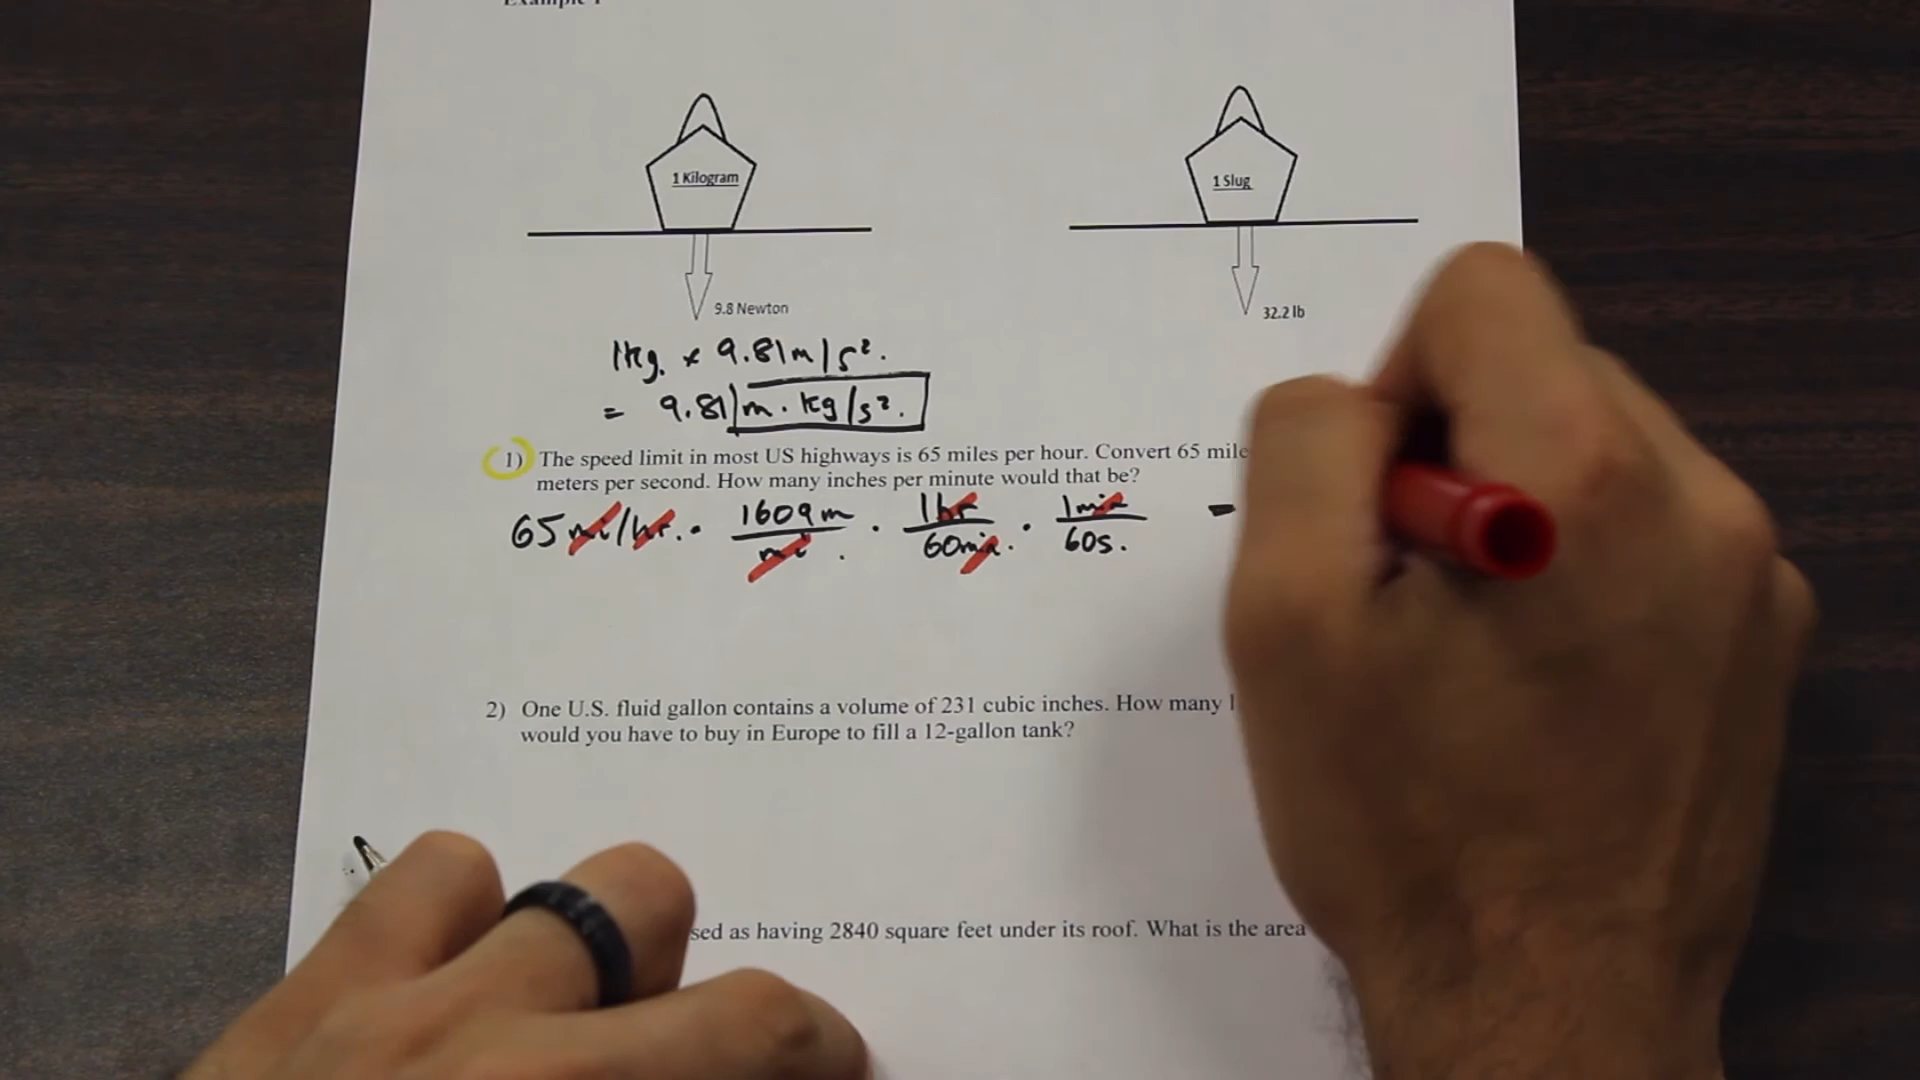 Example 1
1 Kilogram
1 Slug
9.8 Newton
32.2 lb
1kg. × 9.81m/s².
= 9.81 m · kg/s².
1) The speed limit in most US highways is 65 miles per hour. Convert 65 mile
meters per second. How many inches per minute would that be?
65 mi/hr. · 1609m/mi. · 1hr/60min. · 1min/60s. =
2) One U.S. fluid gallon contains a volume of 231 cubic inches. How many
would you have to buy in Europe to fill a 12-gallon tank?
sed as having 2840 square feet under its roof. What is the area